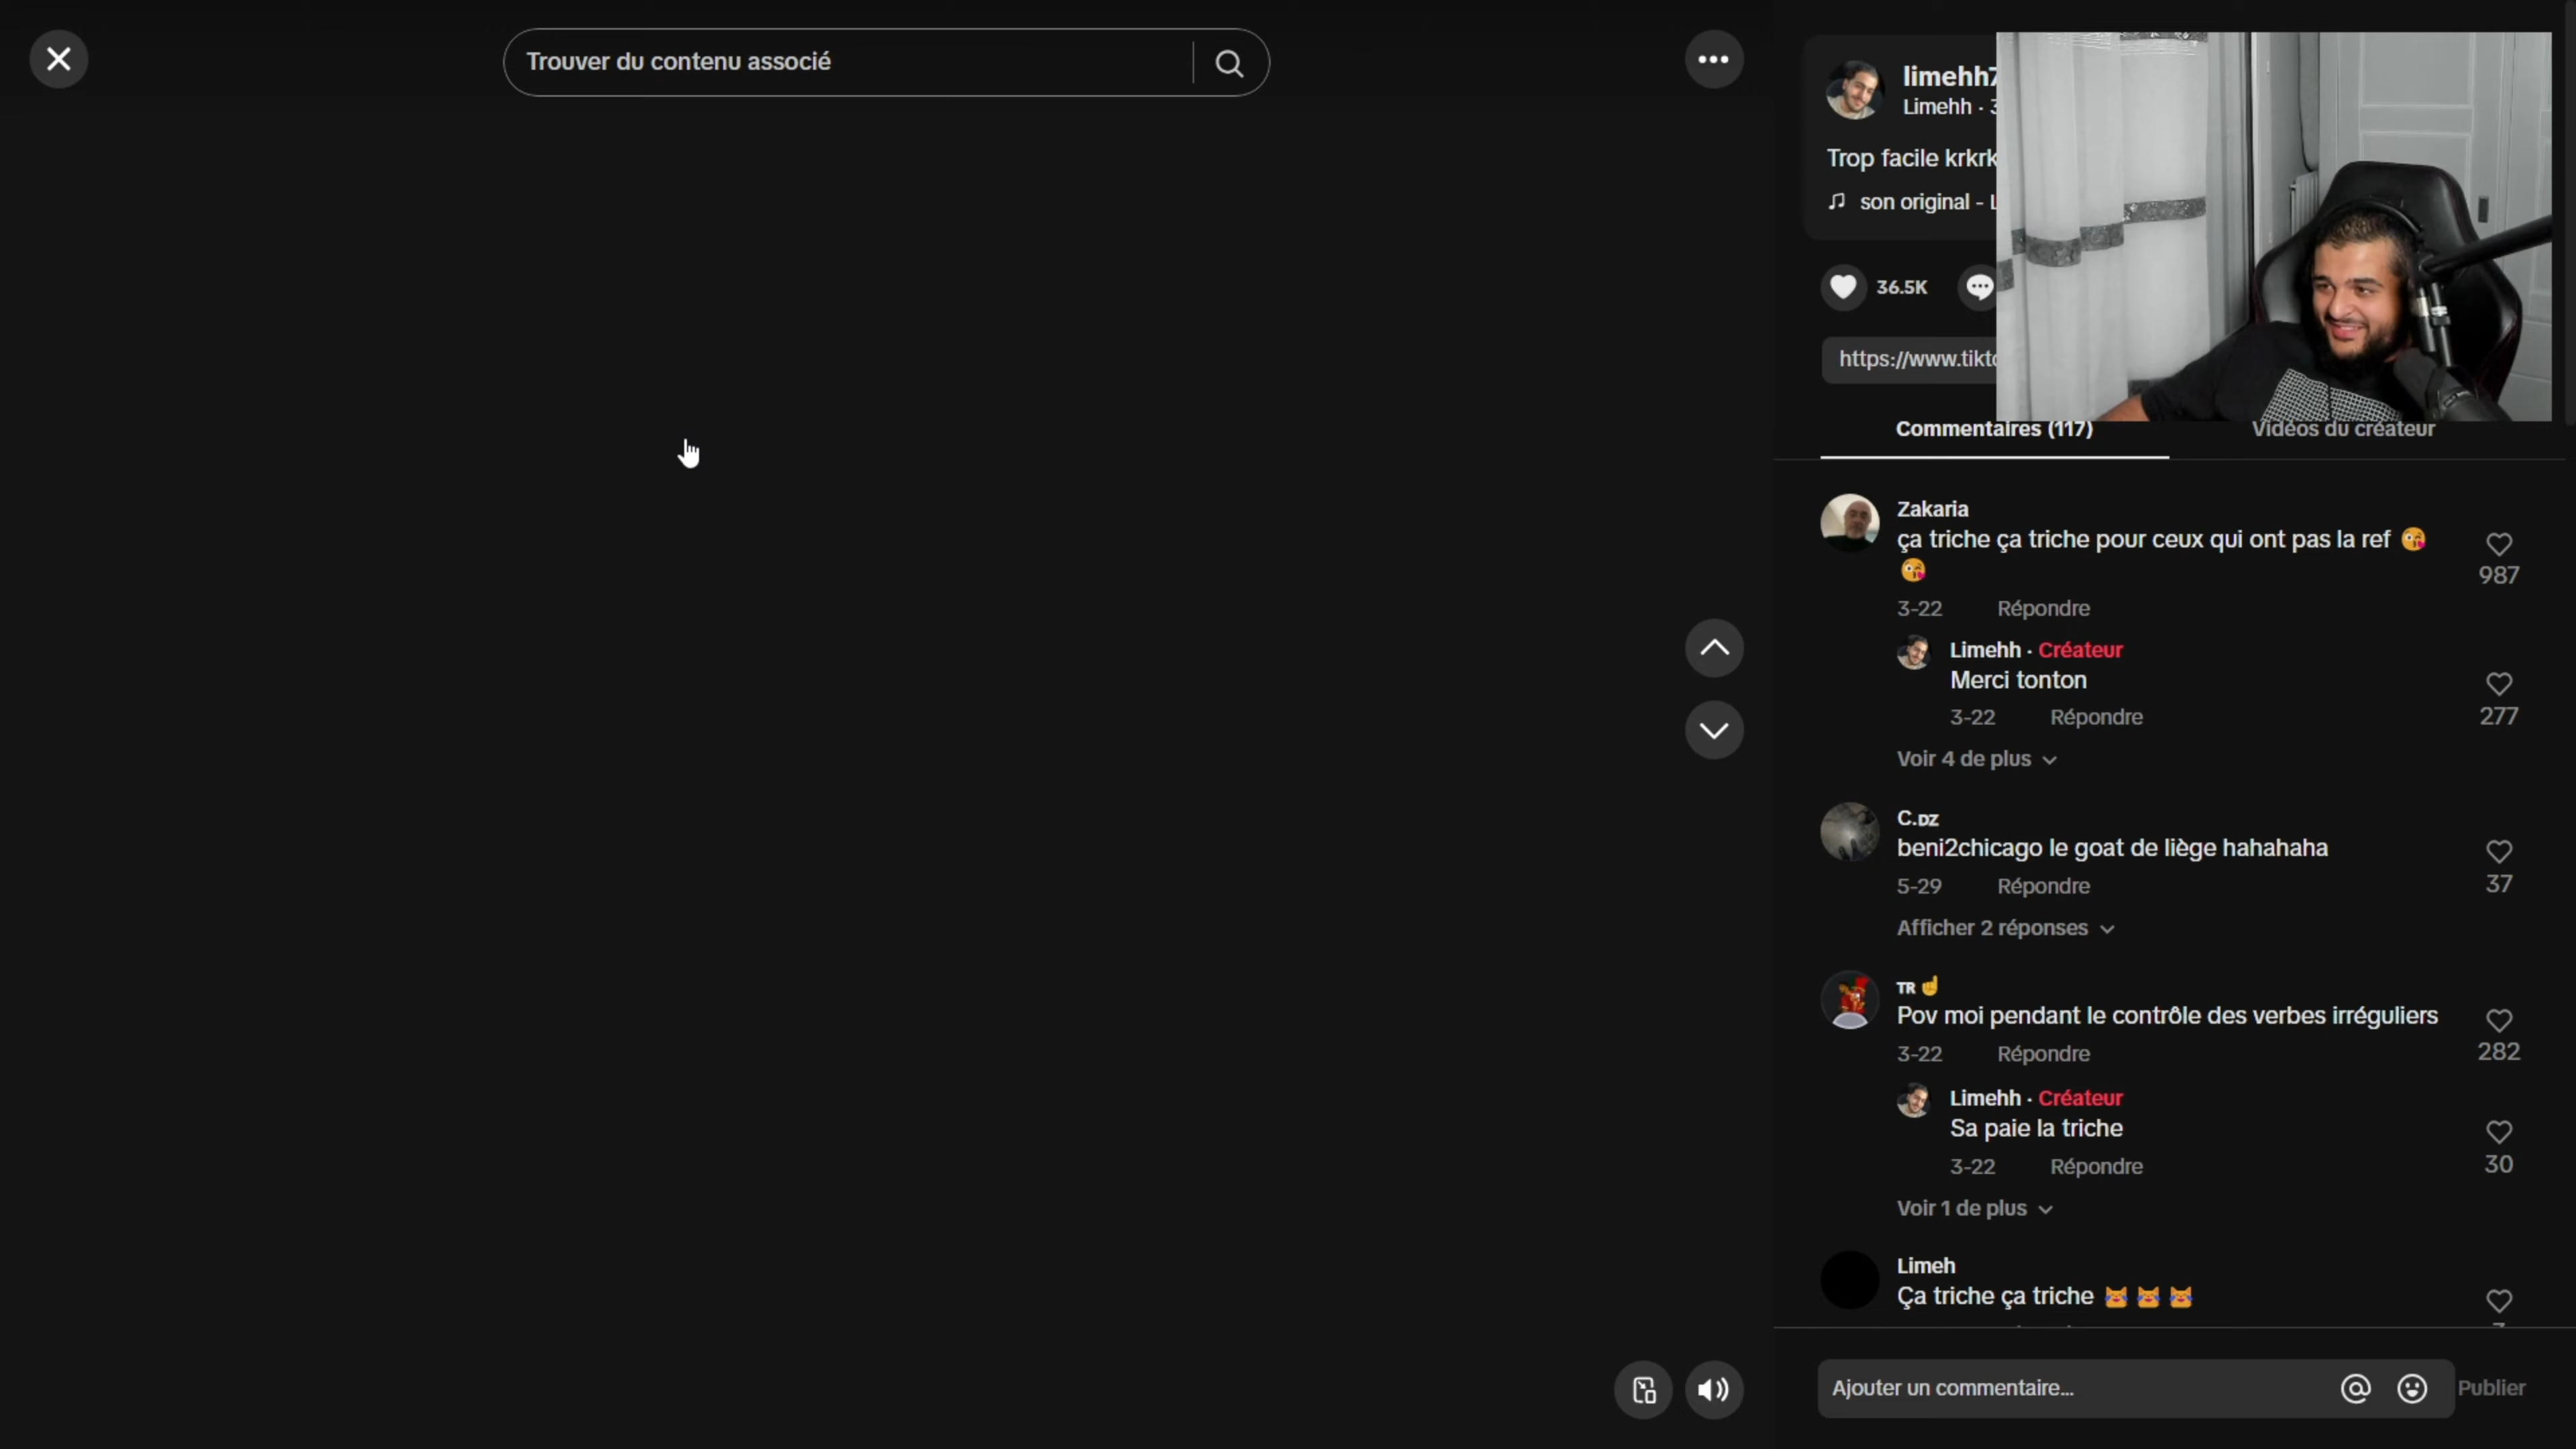 Trouver du contenu associé
limehh7
Limehh · 3
Trop facile krkrk
son original - L
36.5K
https://www.tikto
Commentaires (117)
Vidéos du créateur
Zakaria
ça triche ça triche pour ceux qui ont pas la ref 😘
😘
987
3-22 Répondre
Limehh · Créateur
Merci tonton
3-22 Répondre
277
Voir 4 de plus
C.DZ
beni2chicago le goat de liège hahahaha
5-29 Répondre
37
Afficher 2 réponses
TR☝️
Pov moi pendant le contrôle des verbes irréguliers
3-22 Répondre
282
Limehh · Créateur
Sa paie la triche
3-22 Répondre
30
Voir 1 de plus
Limeh
Ça triche ça triche 😹 😹 😹
Ajouter un commentaire...
Publier